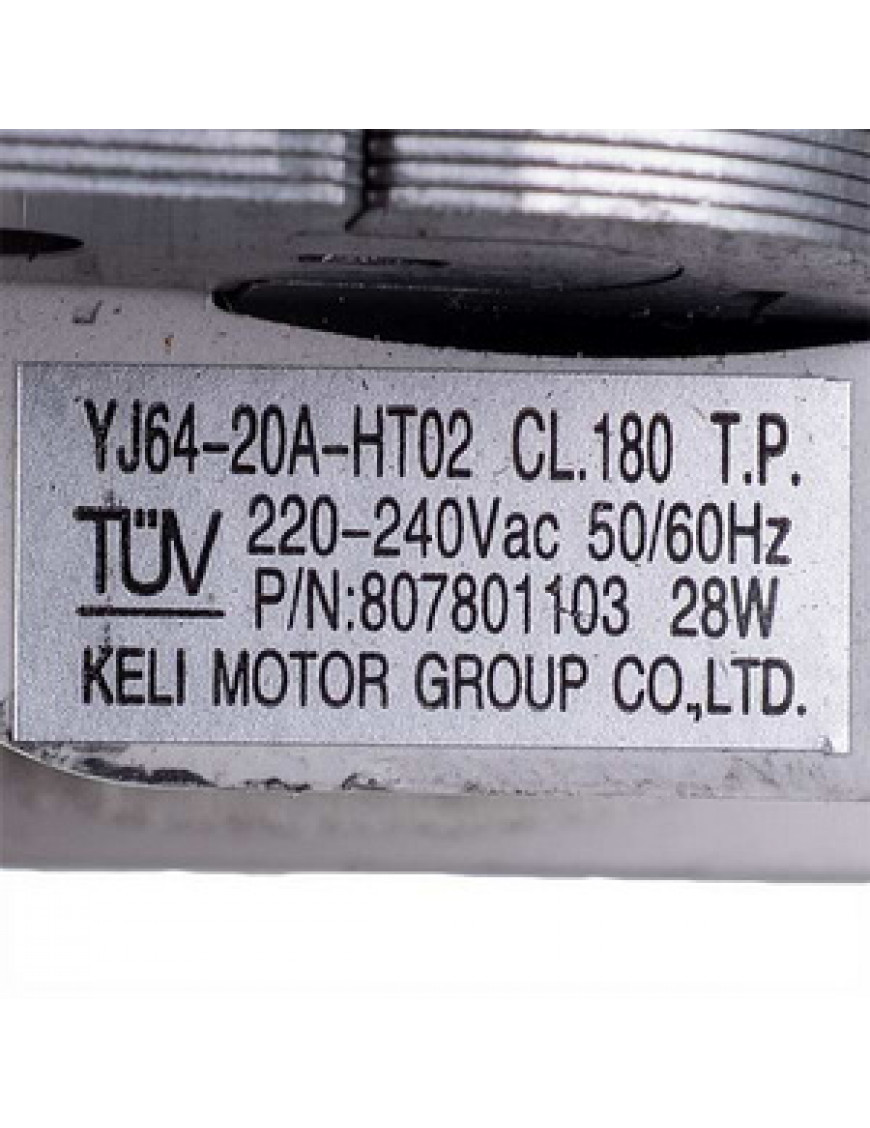 YJ64-20A-HT02 CL.180 T.P.
TÜV 220-240Vac 50/60Hz
P/N:807801103 28W
KELI MOTOR GROUP CO.,LTD.